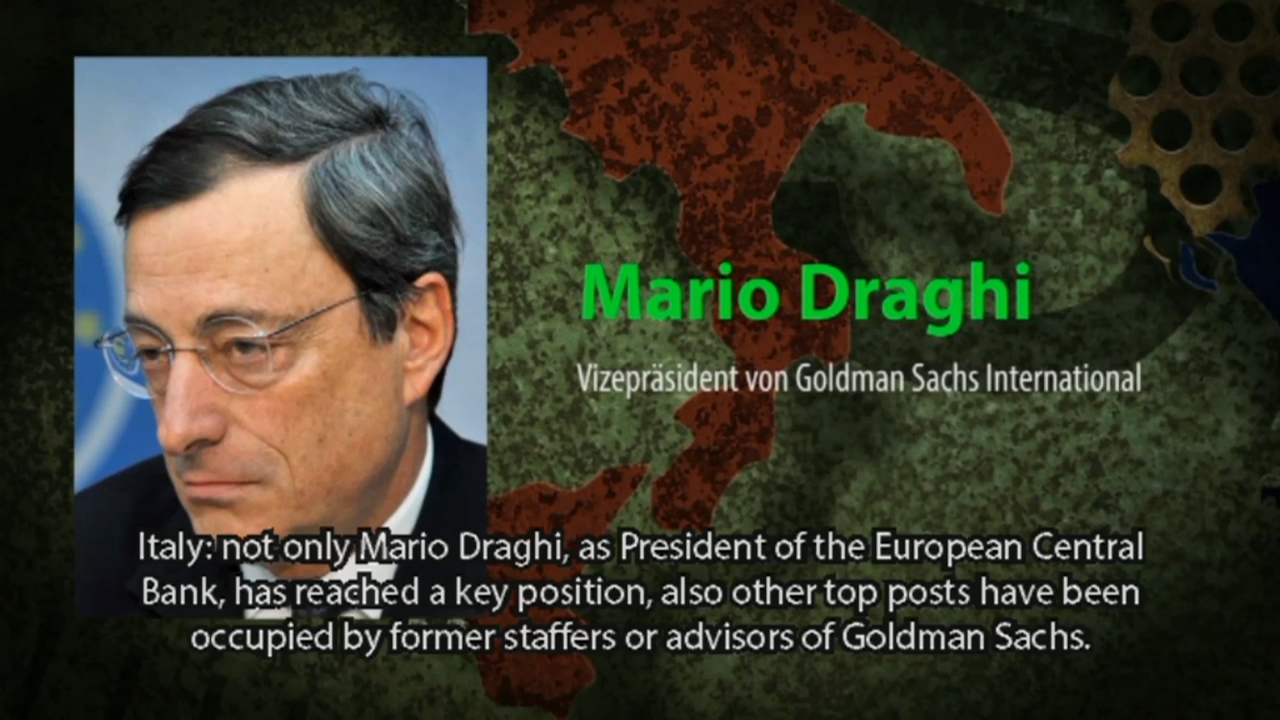 Mario Draghi
Vizepräsident von Goldman Sachs International
Italy: not only Mario Draghi, as President of the European Central
Bank, has reached a key position, also other top posts have been
occupied by former staffers or advisors of Goldman Sachs.